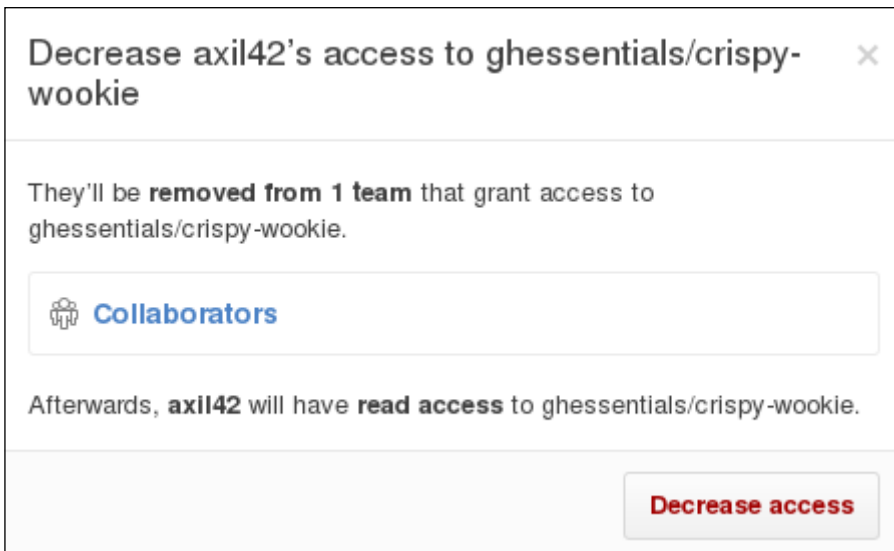 Decrease axil42’s access to ghessentials/crispy-
wookie
×
They’ll be removed from 1 team that grant access to
ghessentials/crispy-wookie.
Collaborators
Afterwards, axil42 will have read access to ghessentials/crispy-wookie.
Decrease access